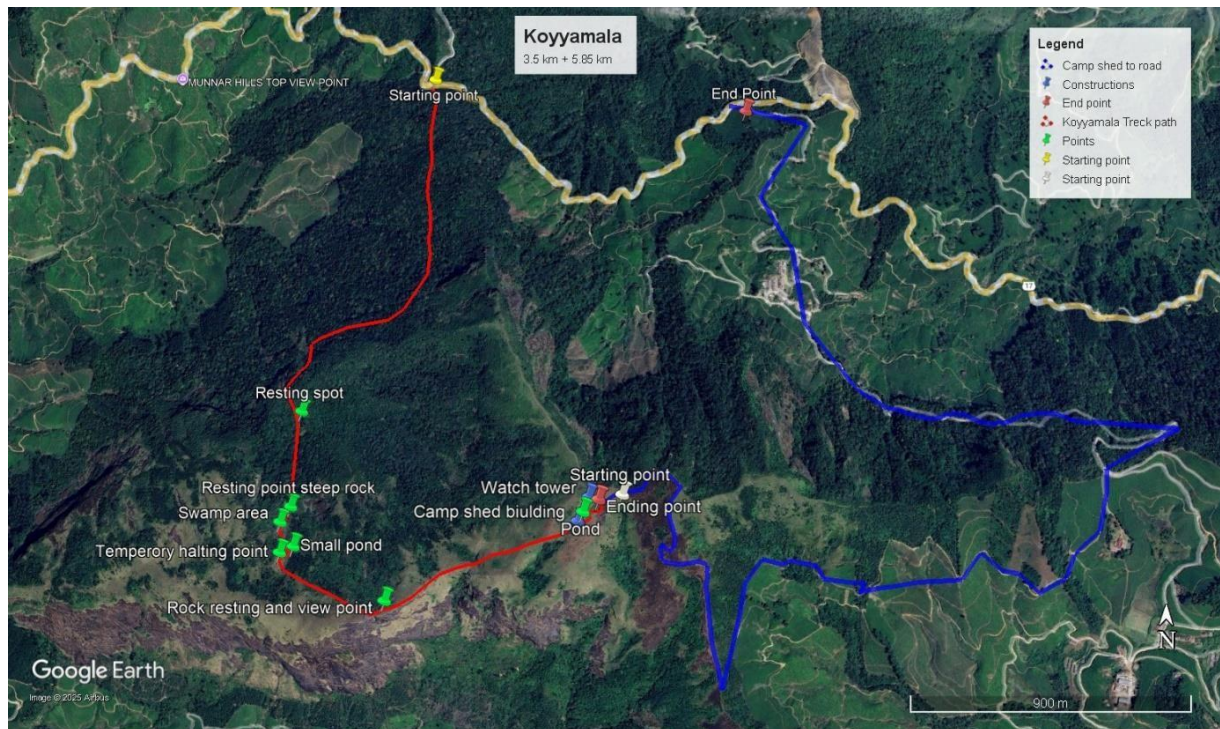 Koyyamala
3.5 km + 5.85 km
Legend
Camp shed to road
Constructions
End point
Koyyamala Treck path
Points
Starting point
Starting point
MUNNAR HILLS TOP VIEW POINT
Starting point
End Point
17
Resting spot
Resting point steep rock
Swamp area
Temperory halting point
Small pond
Rock resting and view point
Watch tower
Starting point
Camp shed biulding
Ending point
Pond
N
Google Earth
Image © 2025 Airbus
900 m